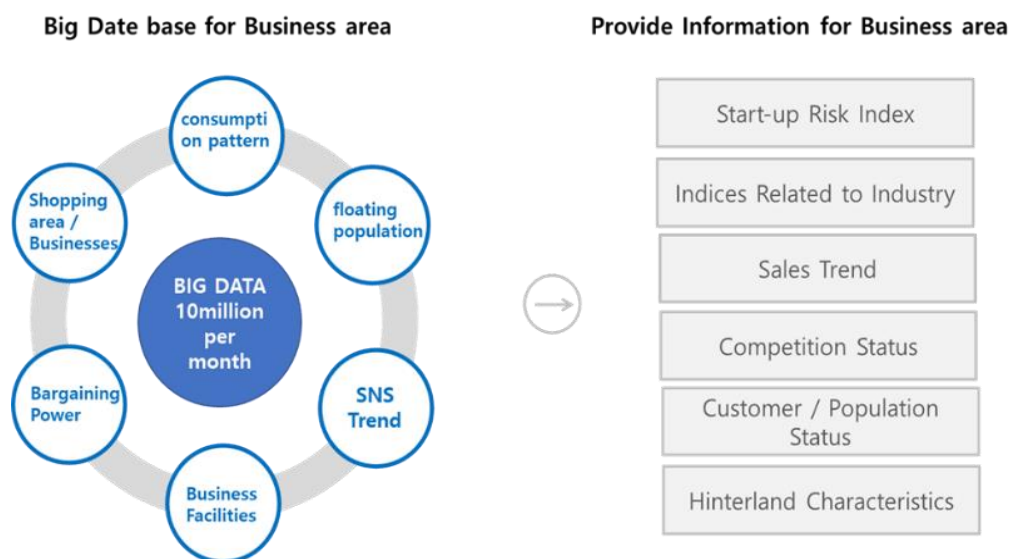 Big Date base for Business area
consumpti
on pattern
floating
population
SNS
Trend
Business
Facilities
Bargaining
Power
Shopping
area /
Businesses
BIG DATA
10million
per
month
Provide Information for Business area
Start-up Risk Index
Indices Related to Industry
Sales Trend
Competition Status
Customer / Population
Status
Hinterland Characteristics